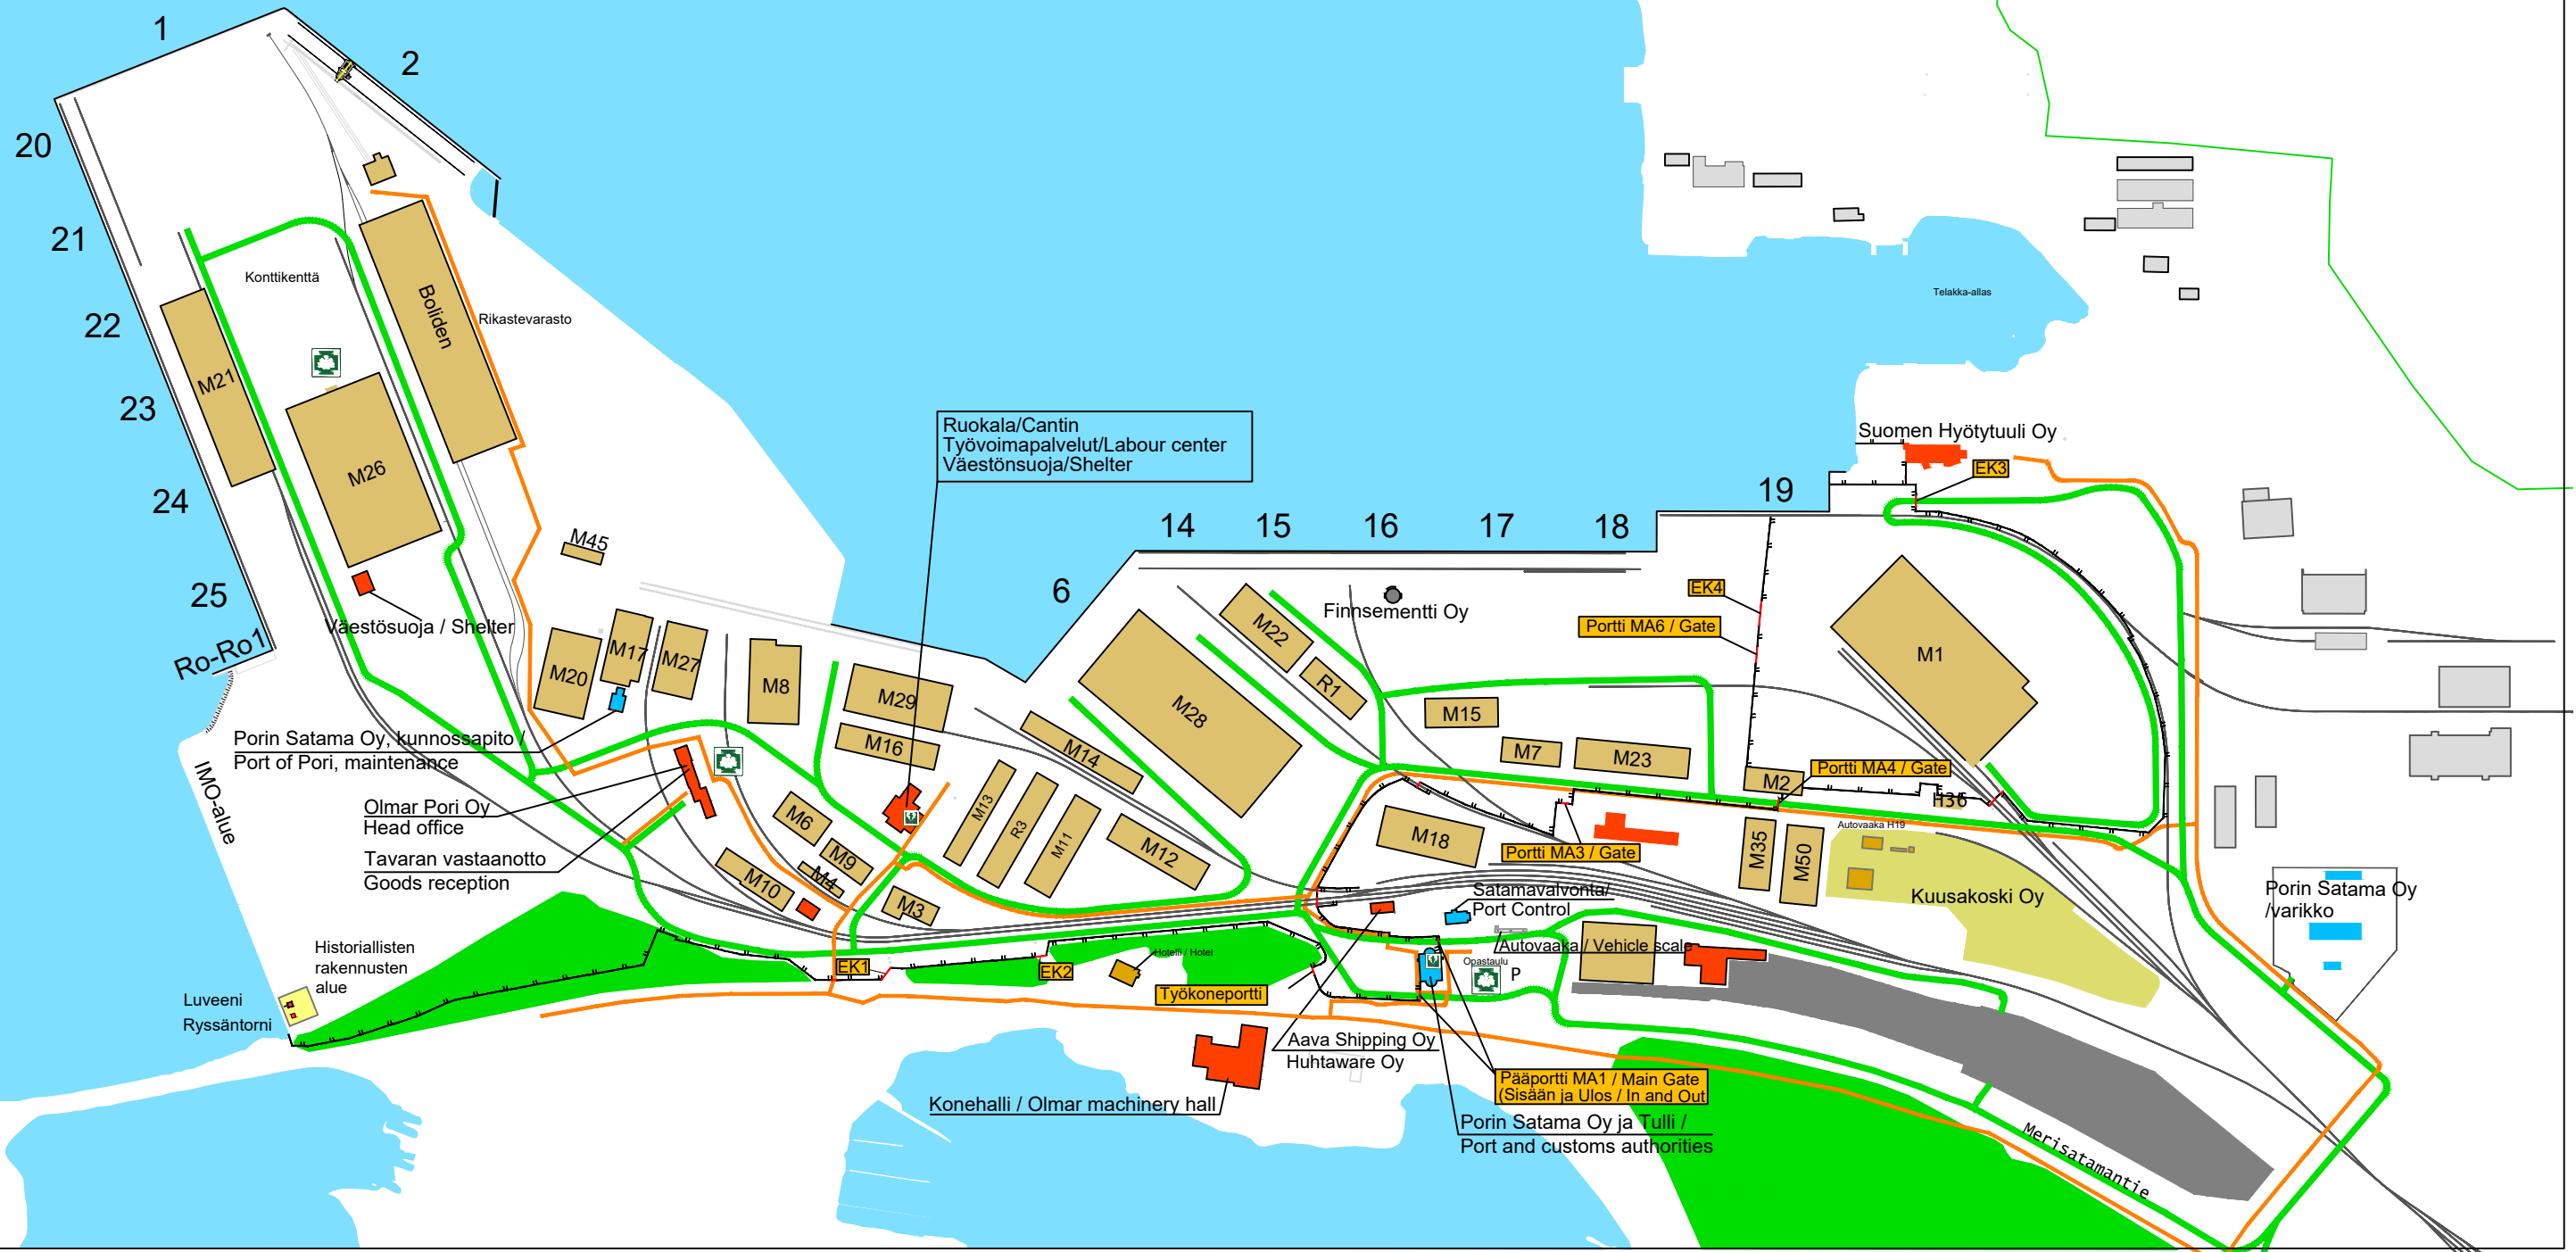 1
2
20
21
22
23
24
25
Ro-Ro1
Konttikenttä
Boliden
Rikastevarasto
M21
M26
Väestösuoja / Shelter
M45
M20
M17
M27
M8
M29
M16
Porin Satama Oy, kunnossapito /
Port of Pori, maintenance
Olmar Pori Oy
Head office
Tavaran vastaanotto
Goods reception
IMO-alue
Historiallisten
rakennusten
alue
Luveeni
Ryssäntorni
Ruokala/Cantin
Työvoimapalvelut/Labour center
Väestönsuoja/Shelter
6
14
15
16
17
18
19
M6
M9
M4
M10
M3
M13
R3
M11
M12
M14
M28
M22
R1
Finnsementti Oy
M15
M7
M23
M18
EK4
Portti MA6 / Gate
Portti MA3 / Gate
M2
Portti MA4 / Gate
H36
M1
M35
M50
Autovaaka H19
Kuusakoski Oy
Suomen Hyötytuuli Oy
EK3
Telakka-allas
Porin Satama Oy
/varikko
Satamavalvonta/
Port Control
Autovaaka / Vehicle scale
Opastaulu
P
EK1
EK2
Hotelli / Hotel
Työkoneportti
Aava Shipping Oy
Huhtaware Oy
Konehalli / Olmar machinery hall
Pääportti MA1 / Main Gate
(Sisään ja Ulos / In and Out
Porin Satama Oy ja Tulli /
Port and customs authorities
Merisatamantie